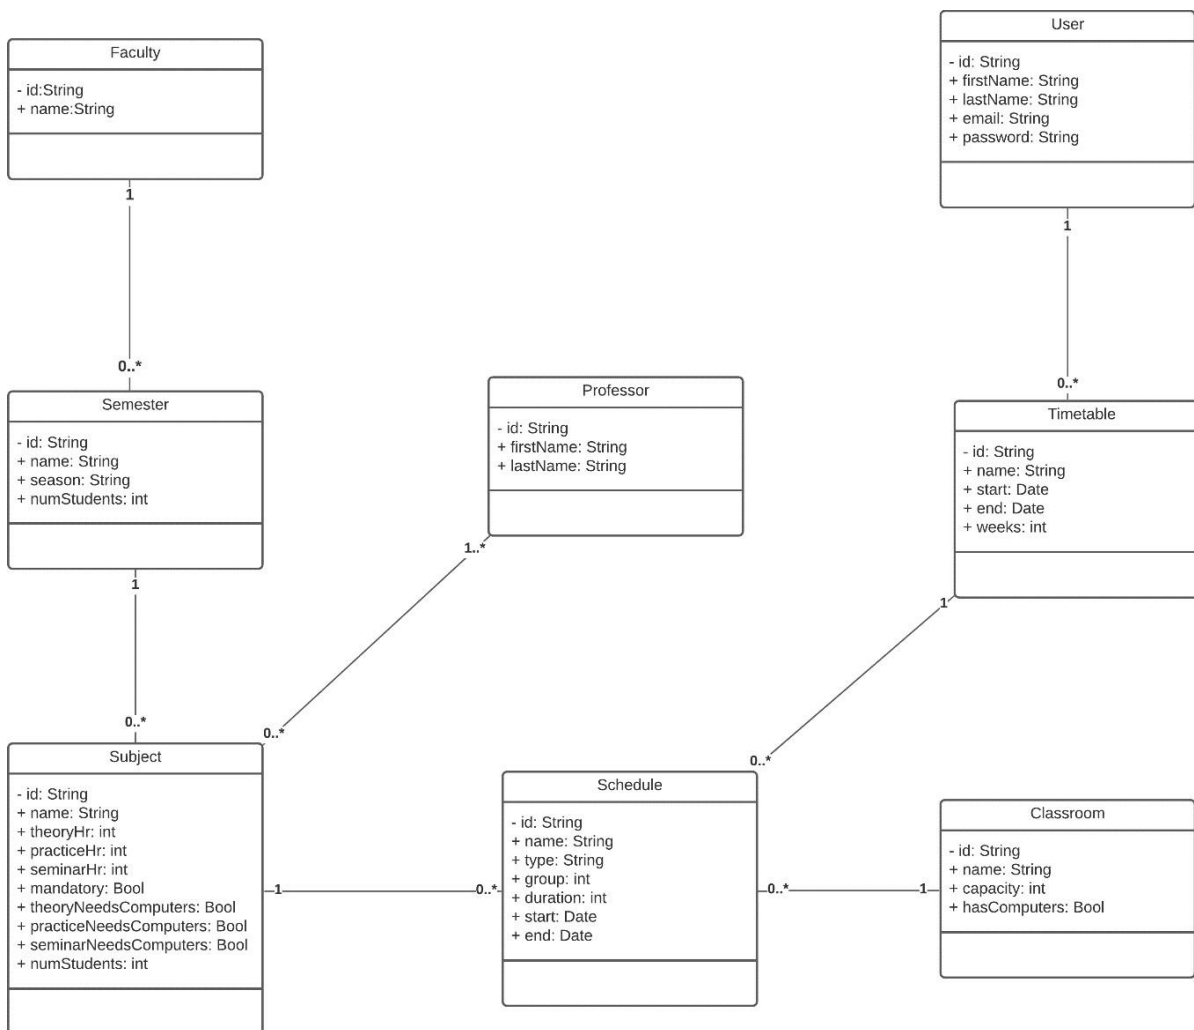 Faculty
- id:String
+ name:String
1
0..*
User
- id: String
+ firstName: String
+ lastName: String
+ email: String
+ password: String
1
0..*
Semester
- id: String
+ name: String
+ season: String
+ numStudents: int
1
0..*
Professor
- id: String
+ firstName: String
+ lastName: String
1..*
0..*
Timetable
- id: String
+ name: String
+ start: Date
+ end: Date
+ weeks: int
1
0..*
Subject
- id: String
+ name: String
+ theoryHr: int
+ practiceHr: int
+ seminarHr: int
+ mandatory: Bool
+ theoryNeedsComputers: Bool
+ practiceNeedsComputers: Bool
+ seminarNeedsComputers: Bool
+ numStudents: int
1
0..*
Schedule
- id: String
+ name: String
+ type: String
+ group: int
+ duration: int
+ start: Date
+ end: Date
0..*
1
Classroom
- id: String
+ name: String
+ capacity: int
+ hasComputers: Bool